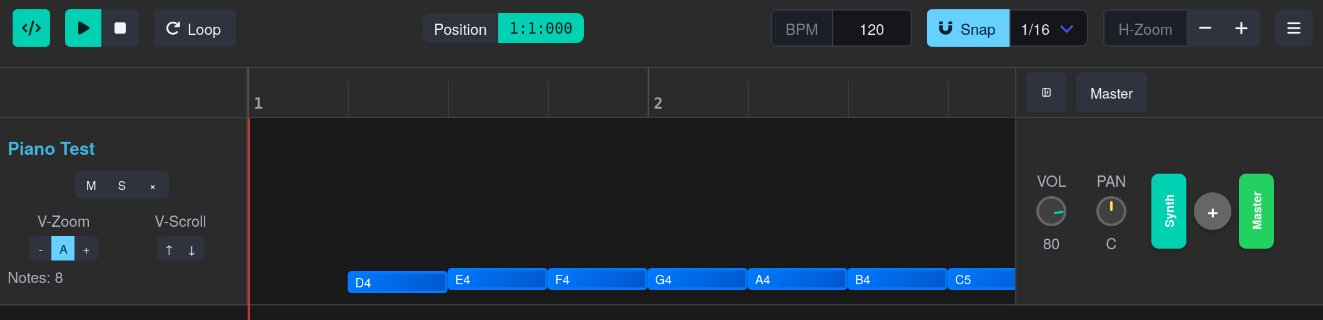 </> Loop Position 1:1:000 BPM 120 Snap 1/16 H-Zoom − +
1 2 Master
Piano Test
M S ×
V-Zoom V-Scroll
- A + ↑ ↓
Notes: 8
D4 E4 F4 G4 A4 B4 C5
VOL PAN
80 C
Synth
+
Master